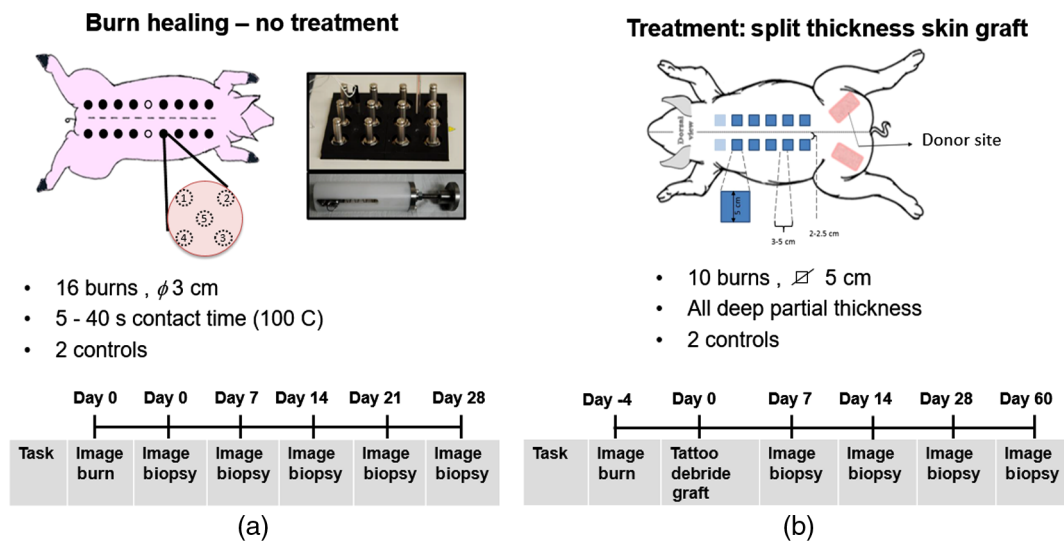 Burn healing – no treatment
1 2
5
4 3
• 16 burns , ϕ 3 cm
• 5 - 40 s contact time (100 C)
• 2 controls
Day 0 Day 0 Day 7 Day 14 Day 21 Day 28
Task Image Image Image Image Image Image
burn biopsy biopsy biopsy biopsy biopsy
(a)
Treatment: split thickness skin graft
Dorsal
view
Donor site
5 cm
3-5 cm
2-2.5 cm
• 10 burns , 5 cm
• All deep partial thickness
• 2 controls
Day -4 Day 0 Day 7 Day 14 Day 28 Day 60
Task Image Tattoo Image Image Image Image
burn debride biopsy biopsy biopsy biopsy
graft
(b)